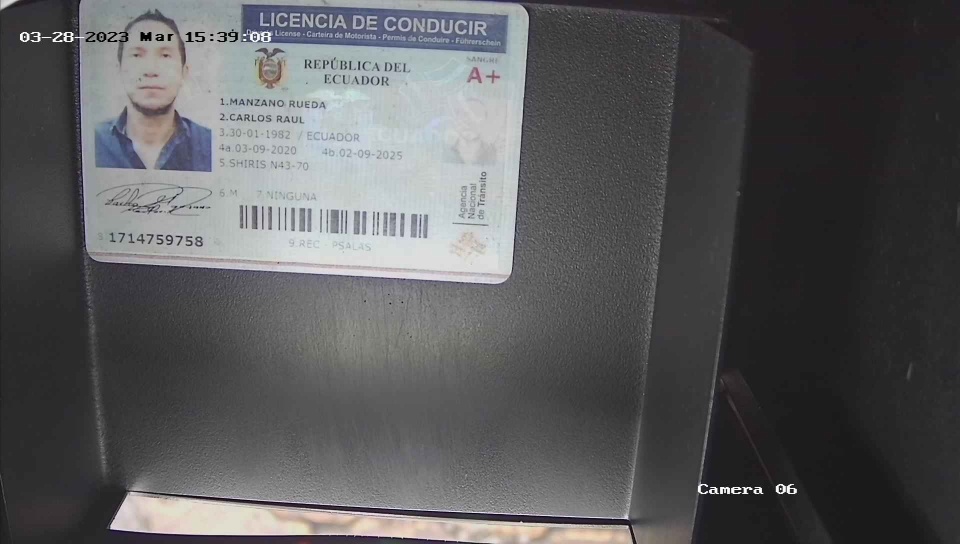 03-28-2023 Mar 15:39:08
LICENCIA DE CONDUCIR
License - Carteira de Motorista - Permis de Conduire - Führerschein
REPÚBLICA DEL
ECUADOR
SANGRE
A+
1.MANZANO RUEDA
2.CARLOS RAUL
3.30-01-1982 / ECUADOR
4a.03-09-2020 4b.02-09-2025
5.SHIRIS N43-70
6.M 7.NINGUNA
9.REC - PSALAS
1714759758
Agencia
Nacional
de Tránsito
Camera 06